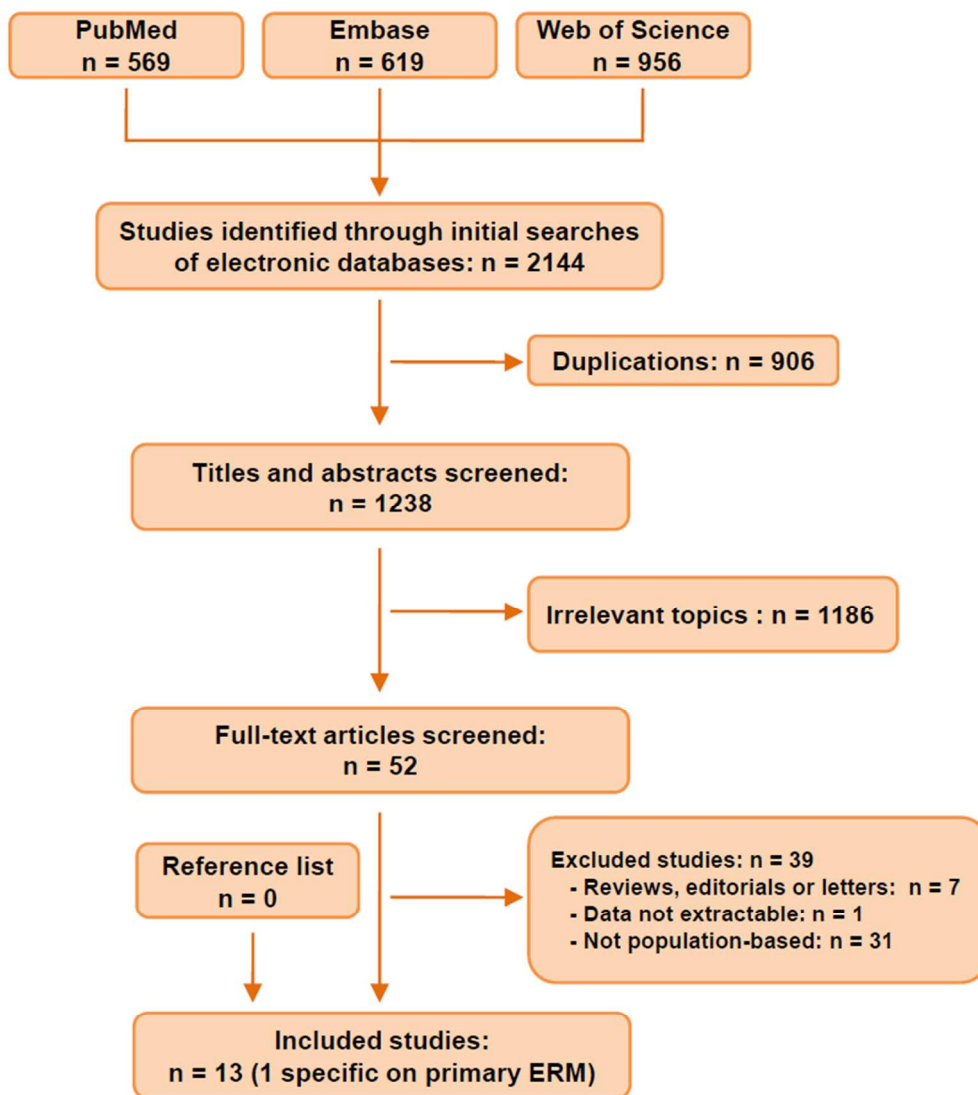 PubMed
n = 569
Embase
n = 619
Web of Science
n = 956
Studies identified through initial searches
of electronic databases: n = 2144
Duplications: n = 906
Titles and abstracts screened:
n = 1238
Irrelevant topics : n = 1186
Full-text articles screened:
n = 52
Reference list
n = 0
Excluded studies: n = 39
- Reviews, editorials or letters: n = 7
- Data not extractable: n = 1
- Not population-based: n = 31
Included studies:
n = 13 (1 specific on primary ERM)